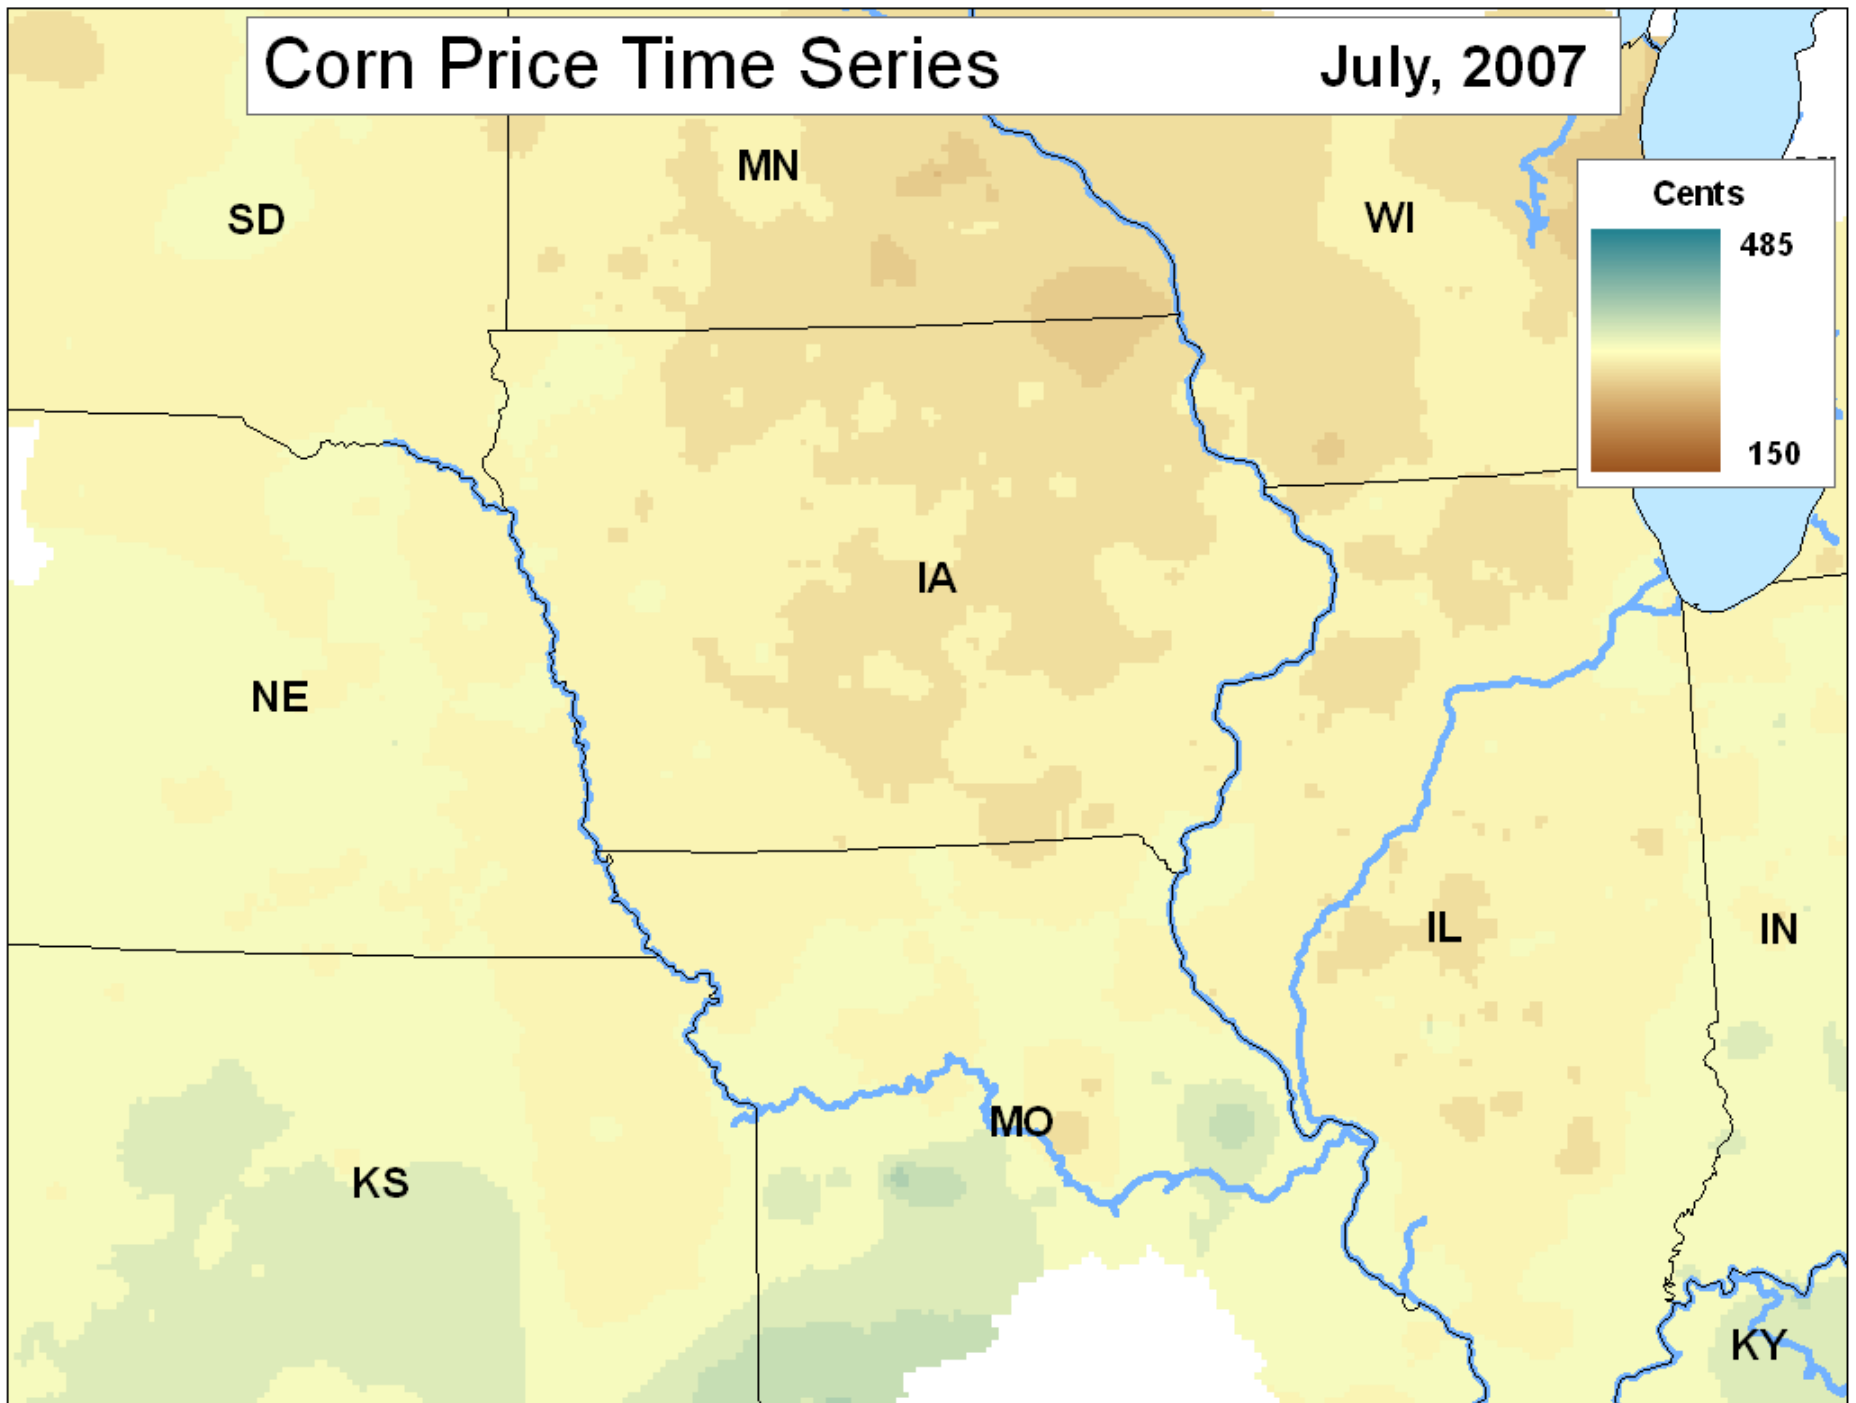 Corn Price Time Series July, 2007
MN
SD
WI
Cents
485
150
IA
NE
IL
IN
MO
KS
KY